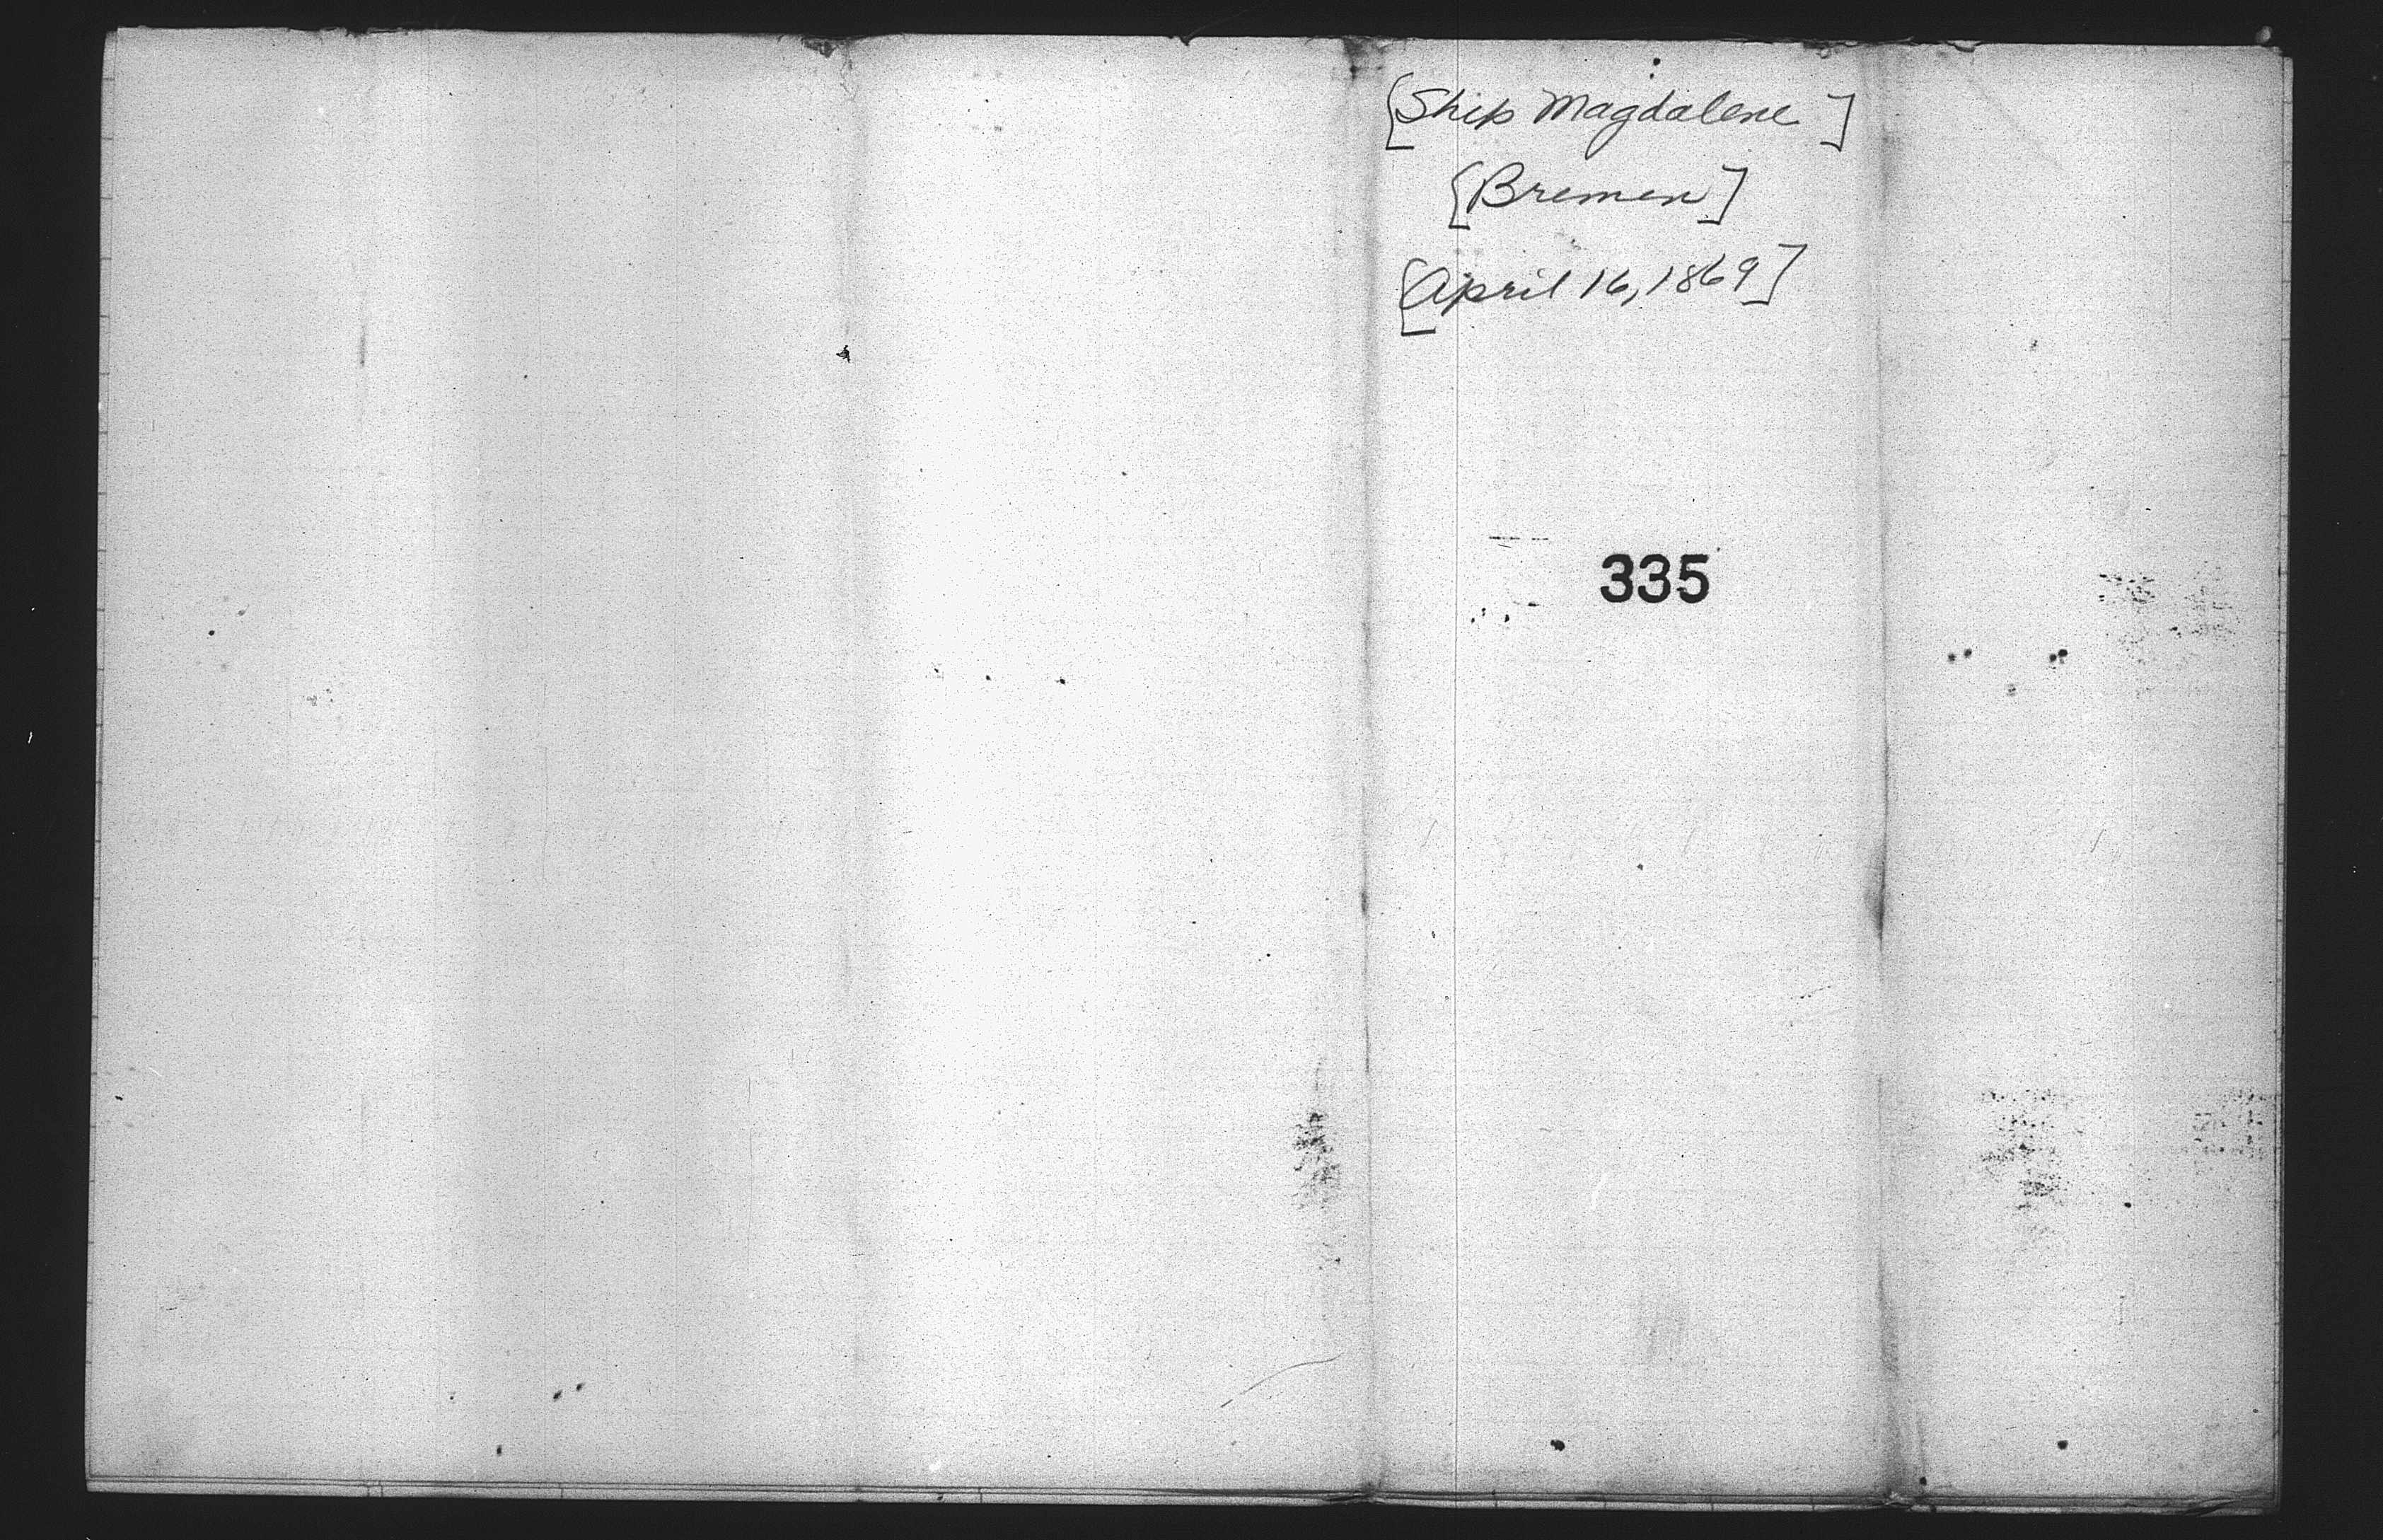 [Ship Magdalene]
[Bremen]
[April 16, 1869]
335